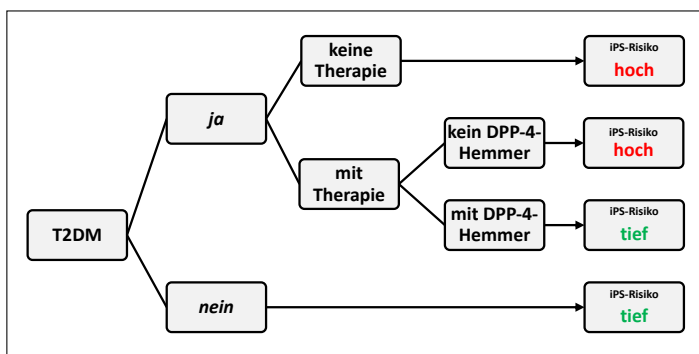 keine
Therapie
iPS-Risiko
hoch
ja
kein DPP-4-
Hemmer
iPS-Risiko
hoch
mit
Therapie
mit DPP-4-
Hemmer
iPS-Risiko
tief
T2DM
nein
iPS-Risiko
tief